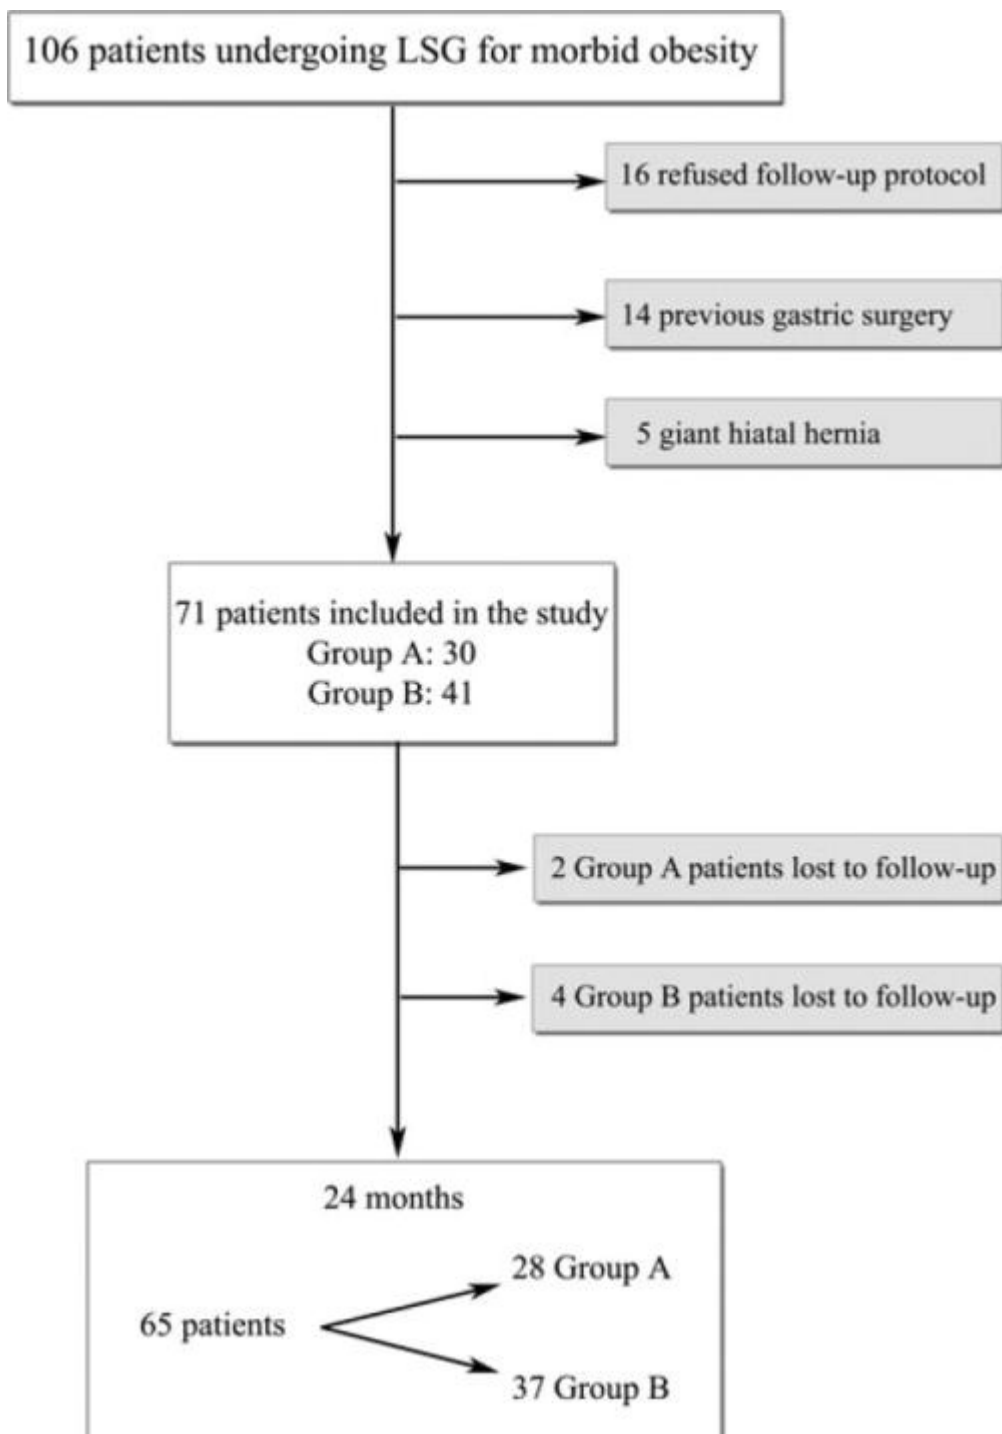 106 patients undergoing LSG for morbid obesity
16 refused follow-up protocol
14 previous gastric surgery
5 giant hiatal hernia
71 patients included in the study
Group A: 30
Group B: 41
2 Group A patients lost to follow-up
4 Group B patients lost to follow-up
24 months
28 Group A
65 patients
37 Group B